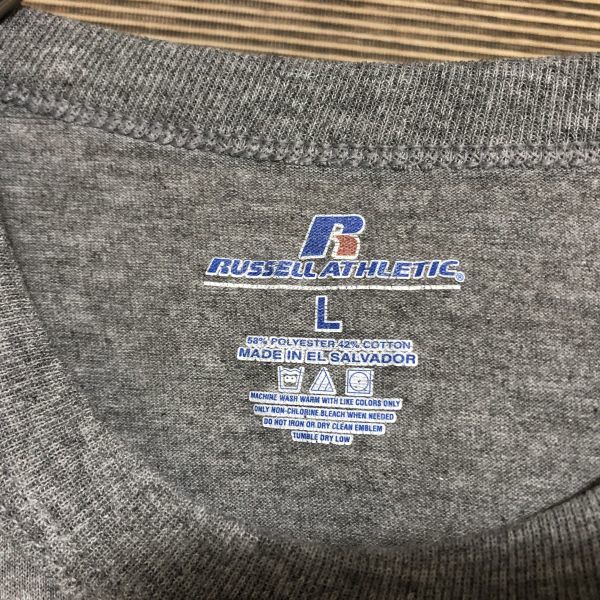 R
RUSSELL ATHLETIC®
L
58% POLYESTER 42% COTTON
MADE IN EL SALVADOR
MACHINE WASH WARM WITH LIKE COLORS ONLY
ONLY NON-CHLORINE BLEACH WHEN NEEDED
DO NOT IRON OR DRY CLEAN EMBLEM
TUMBLE DRY LOW